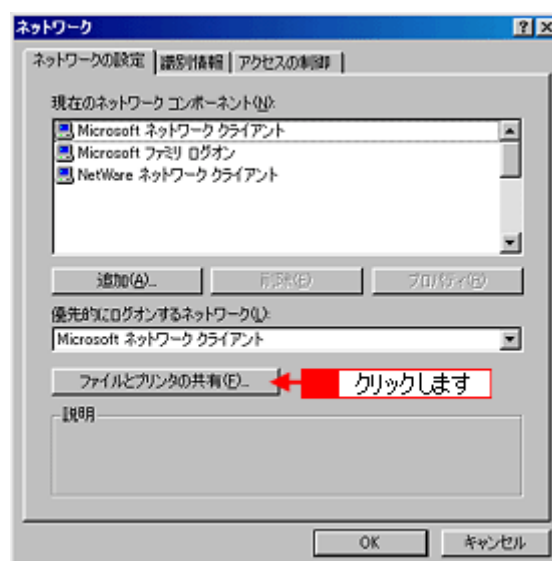 ネットワーク
ネットワークの設定 識別情報 アクセスの制御
現在のネットワーク コンポーネント(N):
Microsoft ネットワーク クライアント
Microsoft ファミリ ログオン
NetWare ネットワーク クライアント
追加(A)... 削除(E) プロパティ(R)
優先的にログオンするネットワーク(L):
Microsoft ネットワーク クライアント
ファイルとプリンタの共有(F)... クリックします
説明
OK キャンセル